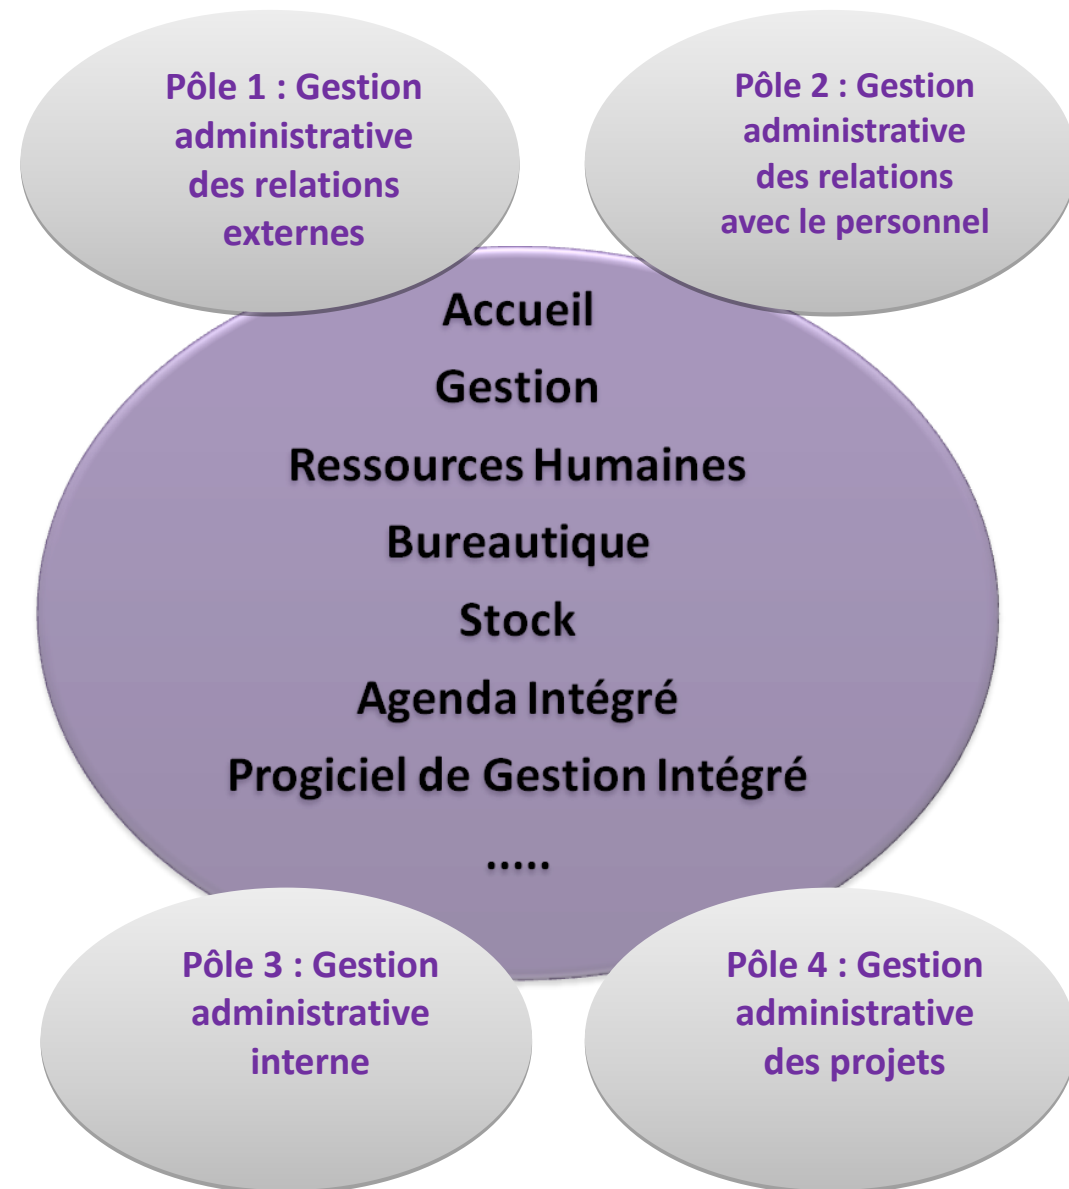 Pôle 1 : Gestion
administrative
des relations
externes
Pôle 2 : Gestion
administrative
des relations
avec le personnel
Accueil
Gestion
Ressources Humaines
Bureautique
Stock
Agenda Intégré
Progiciel de Gestion Intégré
.....
Pôle 3 : Gestion
administrative
interne
Pôle 4 : Gestion
administrative
des projets